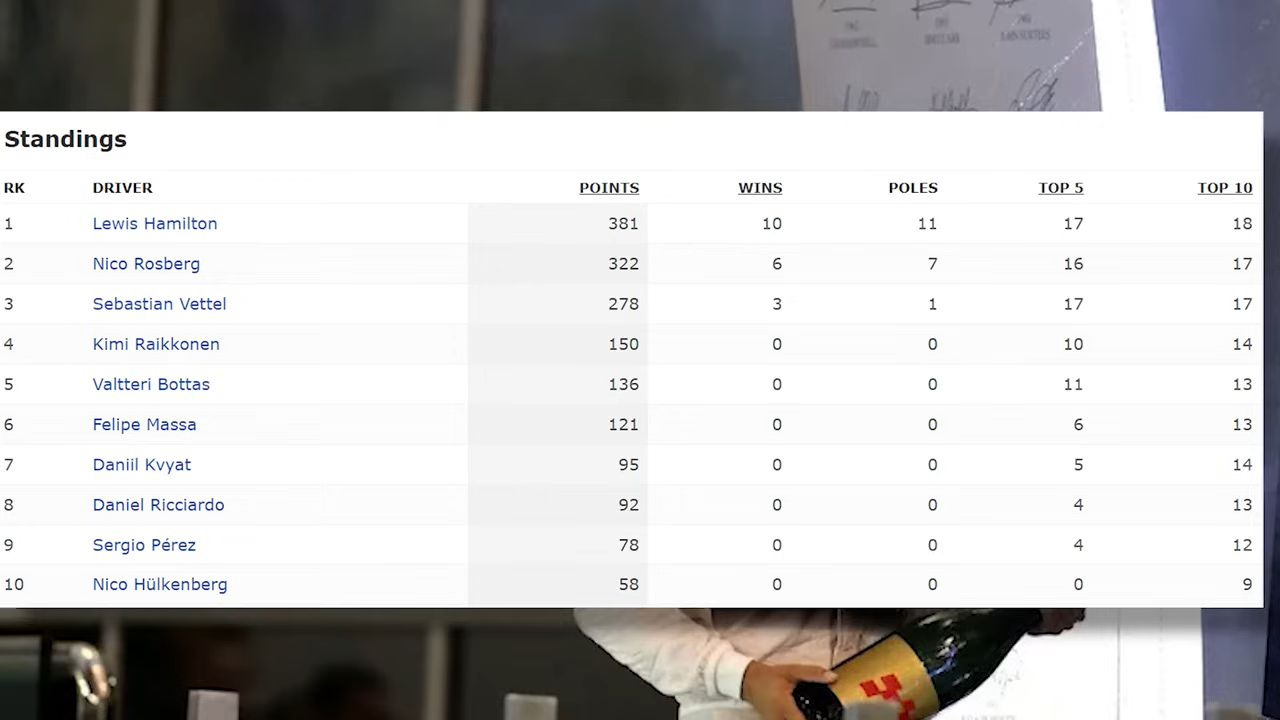 Standings
RK DRIVER POINTS WINS POLES TOP 5 TOP 10
1 Lewis Hamilton 381 10 11 17 18
2 Nico Rosberg 322 6 7 16 17
3 Sebastian Vettel 278 3 1 17 17
4 Kimi Raikkonen 150 0 0 10 14
5 Valtteri Bottas 136 0 0 11 13
6 Felipe Massa 121 0 0 6 13
7 Daniil Kvyat 95 0 0 5 14
8 Daniel Ricciardo 92 0 0 4 13
9 Sergio Pérez 78 0 0 4 12
10 Nico Hülkenberg 58 0 0 0 9